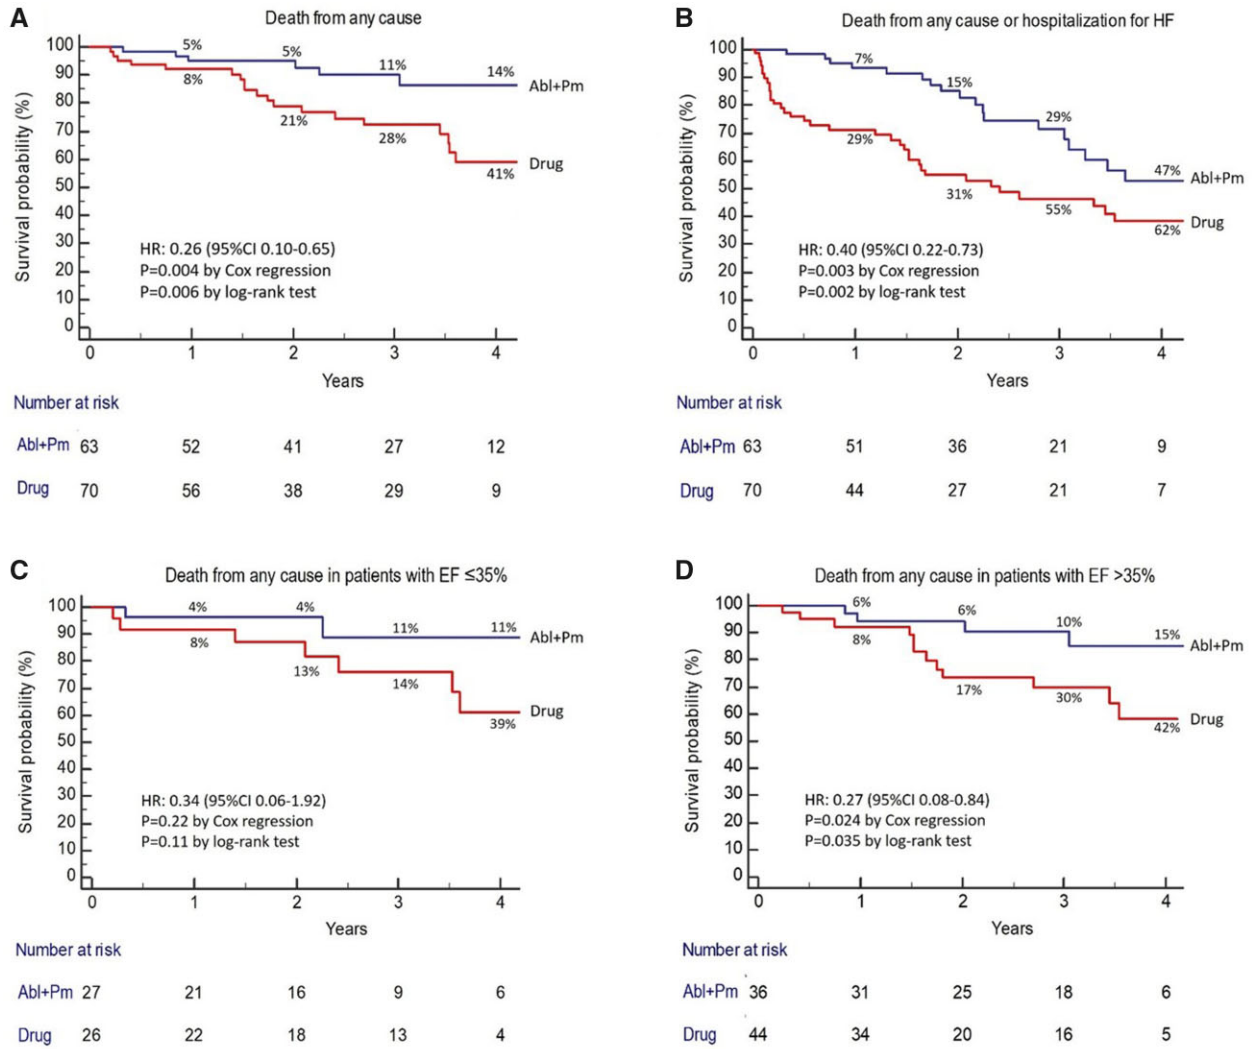 A
Death from any cause
Survival probability (%)
100
90
80
70
60
50
40
30
20
10
0
5%
5%
11%
14%
Abl+Pm
8%
21%
28%
41%
Drug
HR: 0.26 (95%CI 0.10-0.65)
P=0.004 by Cox regression
P=0.006 by log-rank test
0 1 2 3 4
Years
Number at risk
Abl+Pm 63 52 41 27 12
Drug 70 56 38 29 9
B
Death from any cause or hospitalization for HF
Survival probability (%)
100
90
80
70
60
50
40
30
20
10
0
7%
15%
29%
47%
Abl+Pm
29%
31%
55%
62%
Drug
HR: 0.40 (95%CI 0.22-0.73)
P=0.003 by Cox regression
P=0.002 by log-rank test
0 1 2 3 4
Years
Number at risk
Abl+Pm 63 51 36 21 9
Drug 70 44 27 21 7
C
Death from any cause in patients with EF ≤35%
Survival probability (%)
100
90
80
70
60
50
40
30
20
10
0
4%
4%
11%
11%
Abl+Pm
8%
13%
14%
39%
Drug
HR: 0.34 (95%CI 0.06-1.92)
P=0.22 by Cox regression
P=0.11 by log-rank test
0 1 2 3 4
Years
Number at risk
Abl+Pm 27 21 16 9 6
Drug 26 22 18 13 4
D
Death from any cause in patients with EF >35%
Survival probability (%)
100
90
80
70
60
50
40
30
20
10
0
6%
6%
10%
15%
Abl+Pm
8%
17%
30%
42%
Drug
HR: 0.27 (95%CI 0.08-0.84)
P=0.024 by Cox regression
P=0.035 by log-rank test
0 1 2 3 4
Years
Number at risk
Abl+Pm 36 31 25 18 6
Drug 44 34 20 16 5